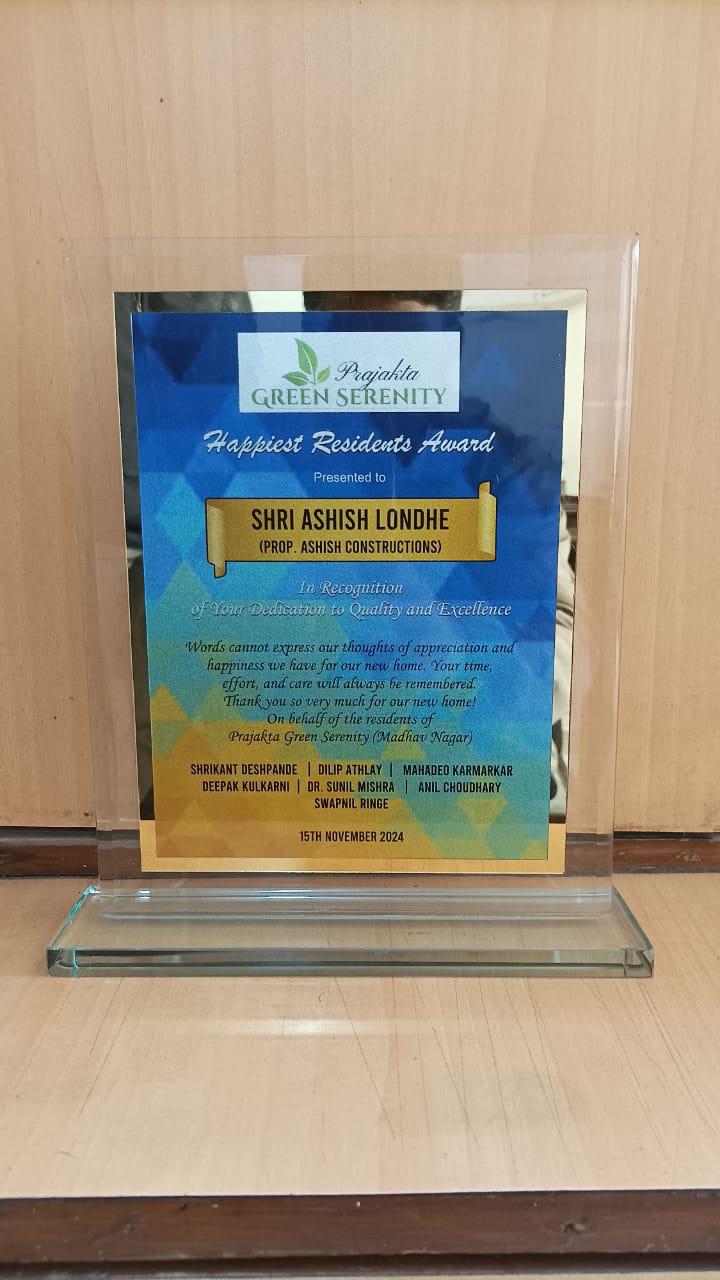 Prajakta
GREEN SERENITY
Happiest Residents Award
Presented to
SHRI ASHISH LONDHE
(PROP. ASHISH CONSTRUCTIONS)
In Recognition
of Your Dedication to Quality and Excellence
Words cannot express our thoughts of appreciation and
happiness we have for our new home. Your time,
effort, and care will always be remembered.
Thank you so very much for our new home!
On behalf of the residents of
Prajakta Green Serenity (Madhav Nagar)
SHRIKANT DESHPANDE | DILIP ATHLAY | MAHADEO KARMARKAR
DEEPAK KULKARNI | DR. SUNIL MISHRA | ANIL CHOUDHARY
SWAPNIL RINGE
15TH NOVEMBER 2024